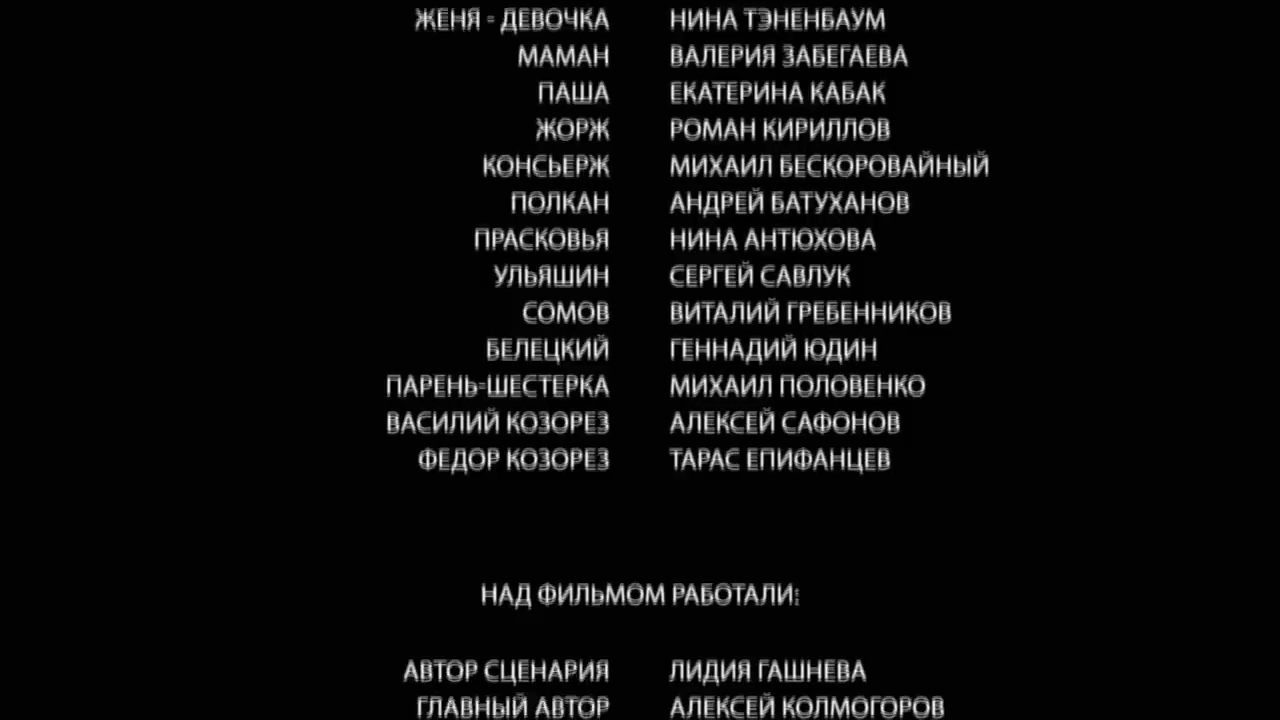 ЖЕНЯ - ДЕВОЧКА НИНА ТЭНЕНБАУМ
МАМАН ВАЛЕРИЯ ЗАБЕГАЕВА
ПАША ЕКАТЕРИНА КАБАК
ЖОРЖ РОМАН КИРИЛЛОВ
КОНСЬЕРЖ МИХАИЛ БЕСКОРОВАЙНЫЙ
ПОЛКАН АНДРЕЙ БАТУХАНОВ
ПРАСКОВЬЯ НИНА АНТЮХОВА
УЛЬЯШИН СЕРГЕЙ САВЛУК
СОМОВ ВИТАЛИЙ ГРЕБЕННИКОВ
БЕЛЕЦКИЙ ГЕННАДИЙ ЮДИН
ПАРЕНЬ-ШЕСТЕРКА МИХАИЛ ПОЛОВЕНКО
ВАСИЛИЙ КОЗОРЕЗ АЛЕКСЕЙ САФОНОВ
ФЕДОР КОЗОРЕЗ ТАРАС ЕПИФАНЦЕВ
НАД ФИЛЬМОМ РАБОТАЛИ:
АВТОР СЦЕНАРИЯ ЛИДИЯ ГАШНЕВА
ГЛАВНЫЙ АВТОР АЛЕКСЕЙ КОЛМОГОРОВ